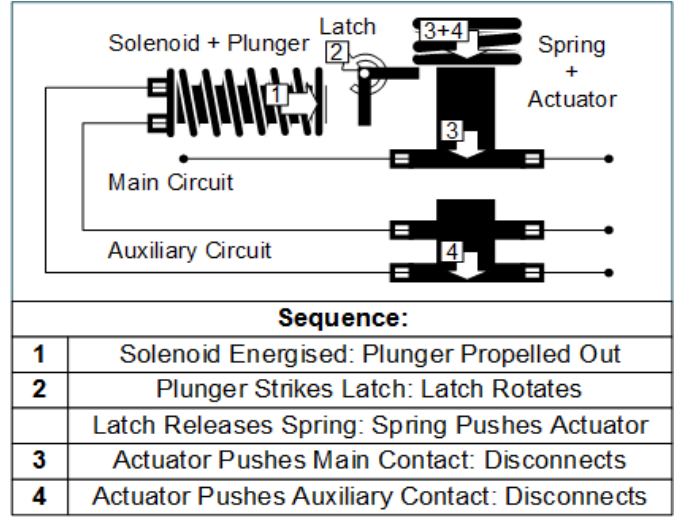 Latch
Solenoid + Plunger
2
3+4
Spring
+
Actuator
1
3
Main Circuit
Auxiliary Circuit
4
Sequence:
1 Solenoid Energised: Plunger Propelled Out
2 Plunger Strikes Latch: Latch Rotates
Latch Releases Spring: Spring Pushes Actuator
3 Actuator Pushes Main Contact: Disconnects
4 Actuator Pushes Auxiliary Contact: Disconnects